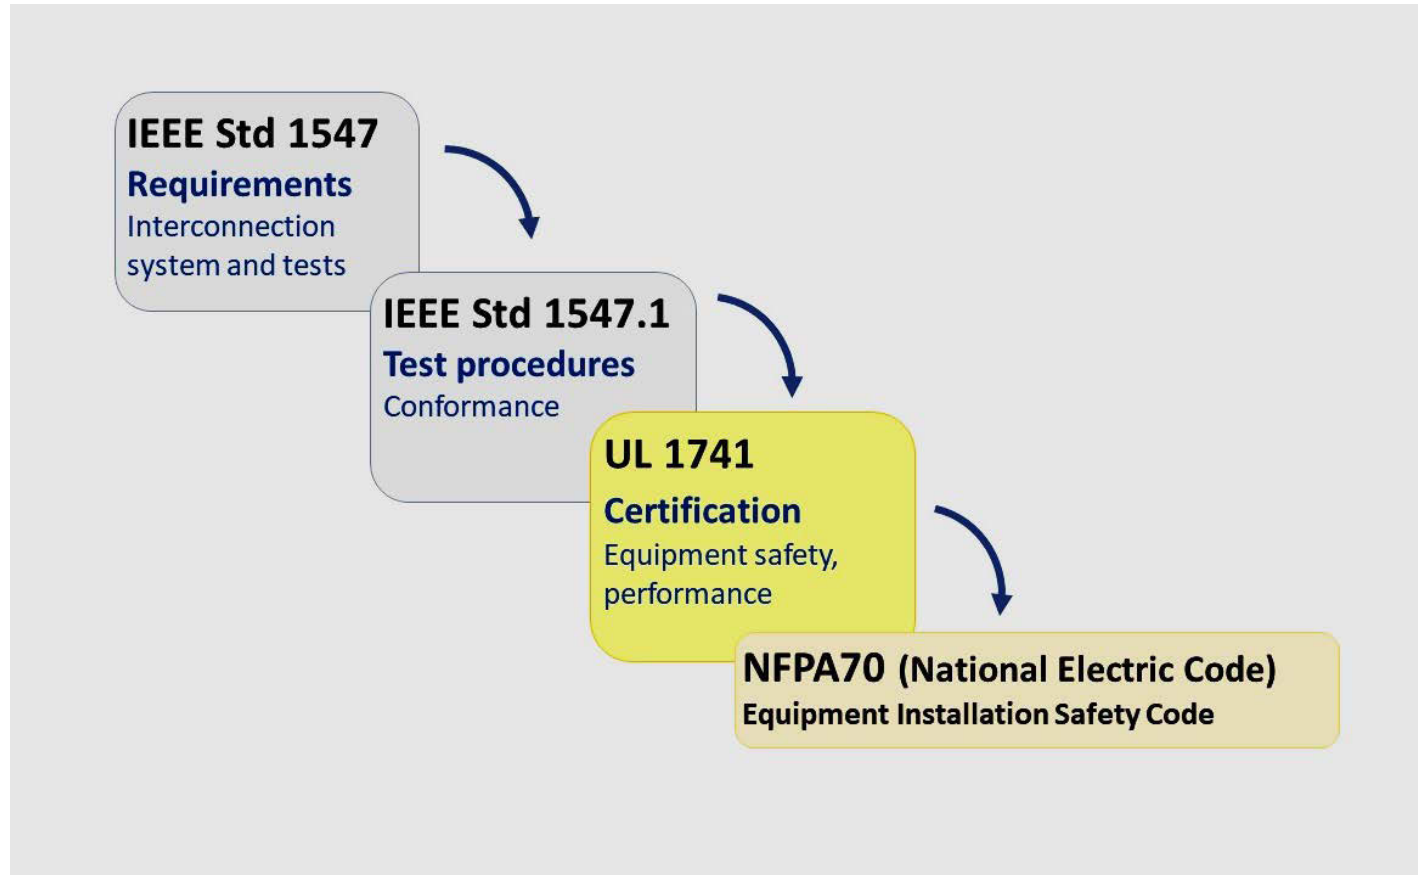 IEEE Std 1547
Requirements
Interconnection
system and tests
IEEE Std 1547.1
Test procedures
Conformance
UL 1741
Certification
Equipment safety,
performance
NFPA70 (National Electric Code)
Equipment Installation Safety Code